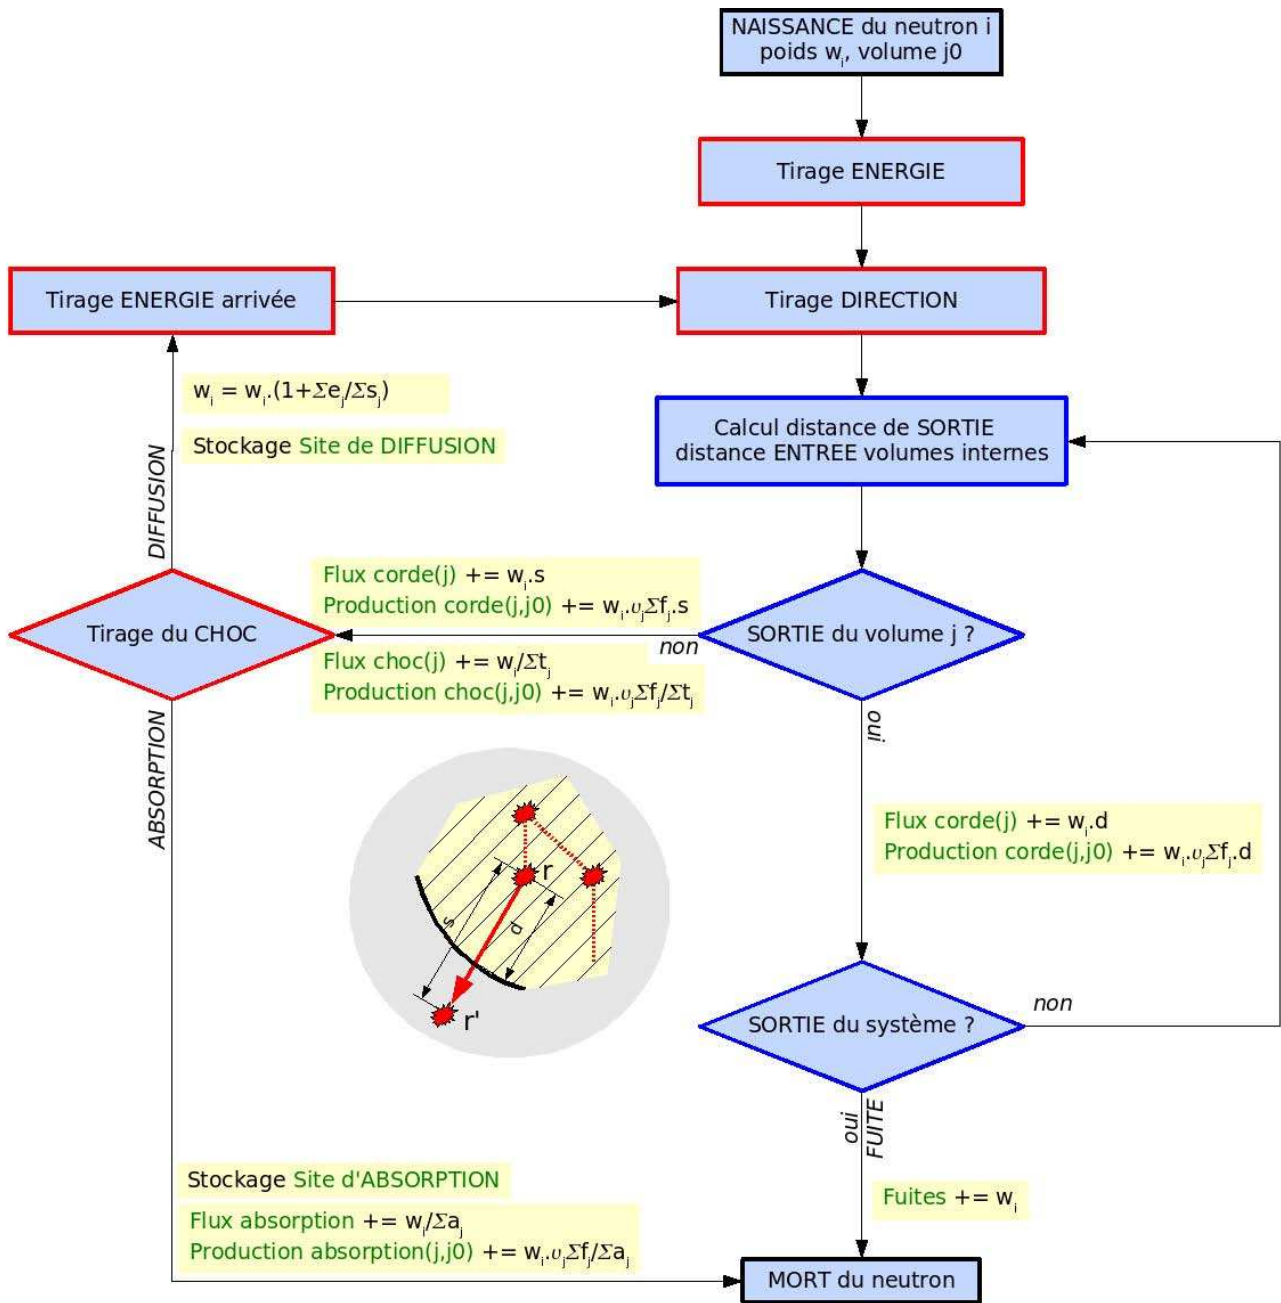 NAISSANCE du neutron i
poids wᵢ, volume j0
Tirage ENERGIE
Tirage ENERGIE arrivée
Tirage DIRECTION
wᵢ = wᵢ.(1+Σeⱼ/Σsⱼ)
Stockage Site de DIFFUSION
DIFFUSION
Calcul distance de SORTIE
distance ENTREE volumes internes
Flux corde(j) += wᵢ.s
Production corde(j,j0) += wᵢ.υⱼΣfⱼ.s
Tirage du CHOC
SORTIE du volume j ?
non
Flux choc(j) += wᵢ/Σtⱼ
Production choc(j,j0) += wᵢ.υⱼΣfⱼ/Σtⱼ
ABSORPTION
oui
Flux corde(j) += wᵢ.d
Production corde(j,j0) += wᵢ.υⱼΣfⱼ.d
r
s
d
r'
SORTIE du système ?
non
oui
FUITE
Stockage Site d'ABSORPTION
Flux absorption += wᵢ/Σaⱼ
Production absorption(j,j0) += wᵢ.υⱼΣfⱼ/Σaⱼ
Fuites += wᵢ
MORT du neutron